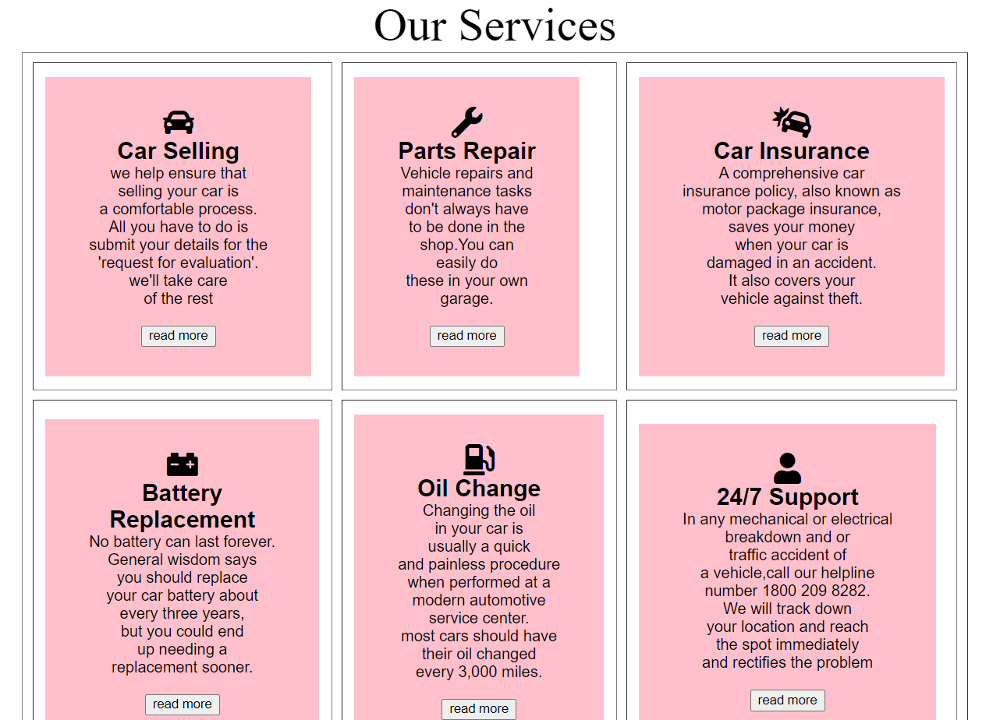 Our Services
Car Selling
we help ensure that
selling your car is
a comfortable process.
All you have to do is
submit your details for the
'request for evaluation'.
we'll take care
of the rest
read more
Parts Repair
Vehicle repairs and
maintenance tasks
don't always have
to be done in the
shop.You can
easily do
these in your own
garage.
read more
Car Insurance
A comprehensive car
insurance policy, also known as
motor package insurance,
saves your money
when your car is
damaged in an accident.
It also covers your
vehicle against theft.
read more
Battery
Replacement
No battery can last forever.
General wisdom says
you should replace
your car battery about
every three years,
but you could end
up needing a
replacement sooner.
read more
Oil Change
Changing the oil
in your car is
usually a quick
and painless procedure
when performed at a
modern automotive
service center.
most cars should have
their oil changed
every 3,000 miles.
read more
24/7 Support
In any mechanical or electrical
breakdown and or
traffic accident of
a vehicle,call our helpline
number 1800 209 8282.
We will track down
your location and reach
the spot immediately
and rectifies the problem
read more